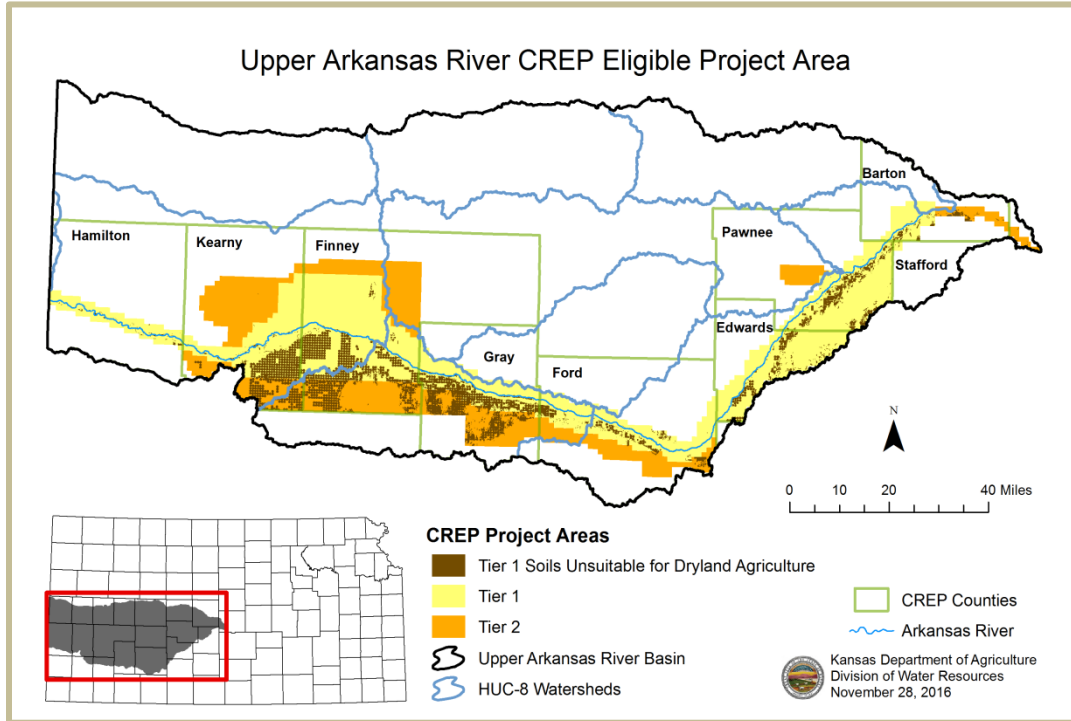 Upper Arkansas River CREP Eligible Project Area
Barton
Hamilton
Kearny
Finney
Pawnee
Stafford
Edwards
Gray
Ford
N
0 10 20 40 Miles
CREP Project Areas
Tier 1 Soils Unsuitable for Dryland Agriculture
Tier 1
Tier 2
Upper Arkansas River Basin
HUC-8 Watersheds
CREP Counties
Arkansas River
Kansas Department of Agriculture
Division of Water Resources
November 28, 2016